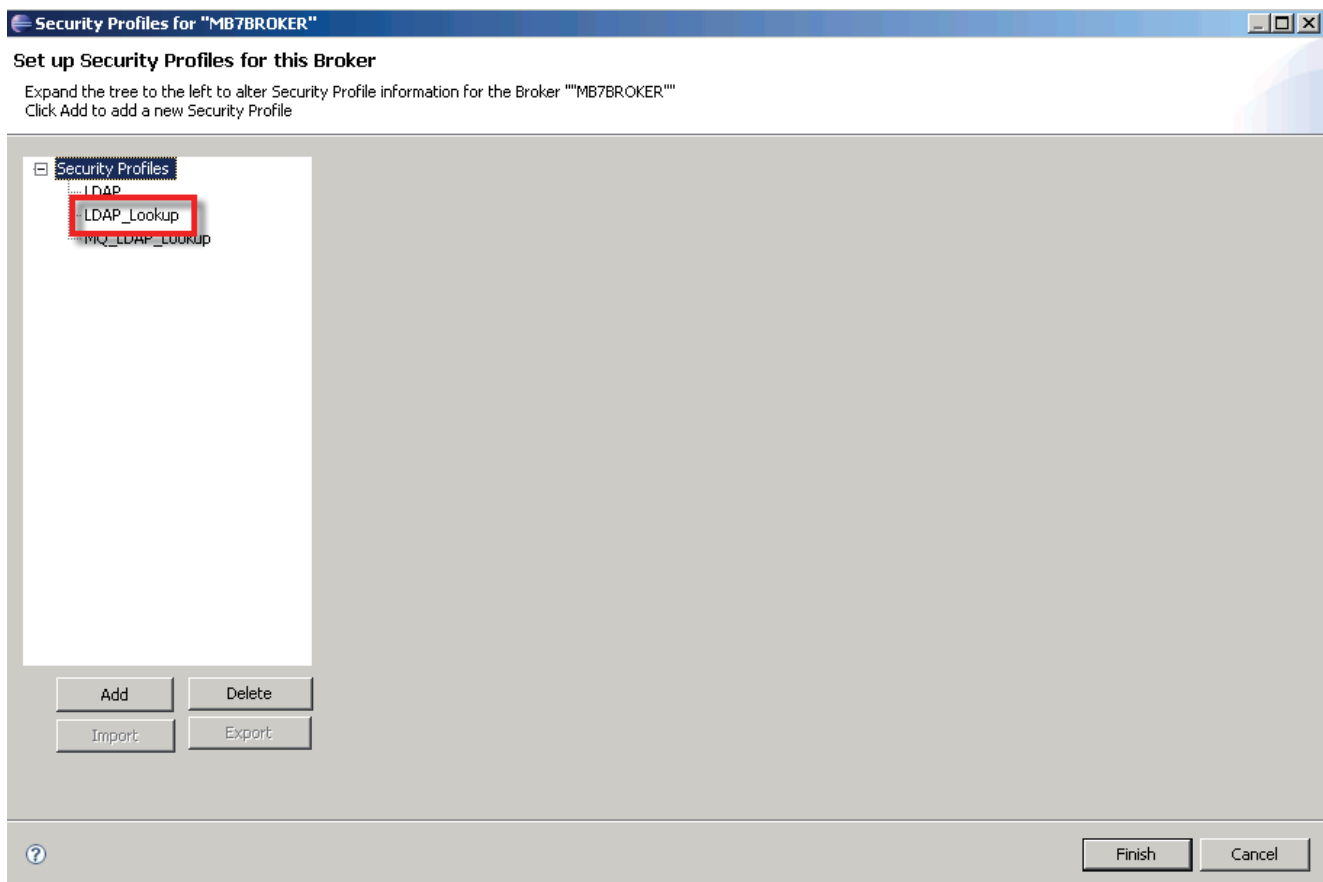 Security Profiles for "MB7BROKER"
Set up Security Profiles for this Broker
Expand the tree to the left to alter Security Profile information for the Broker ""MB7BROKER""
Click Add to add a new Security Profile
Security Profiles
LDAP
LDAP_Lookup
MQ_LDAP_Lookup
Add Delete
Import Export
?
Finish Cancel